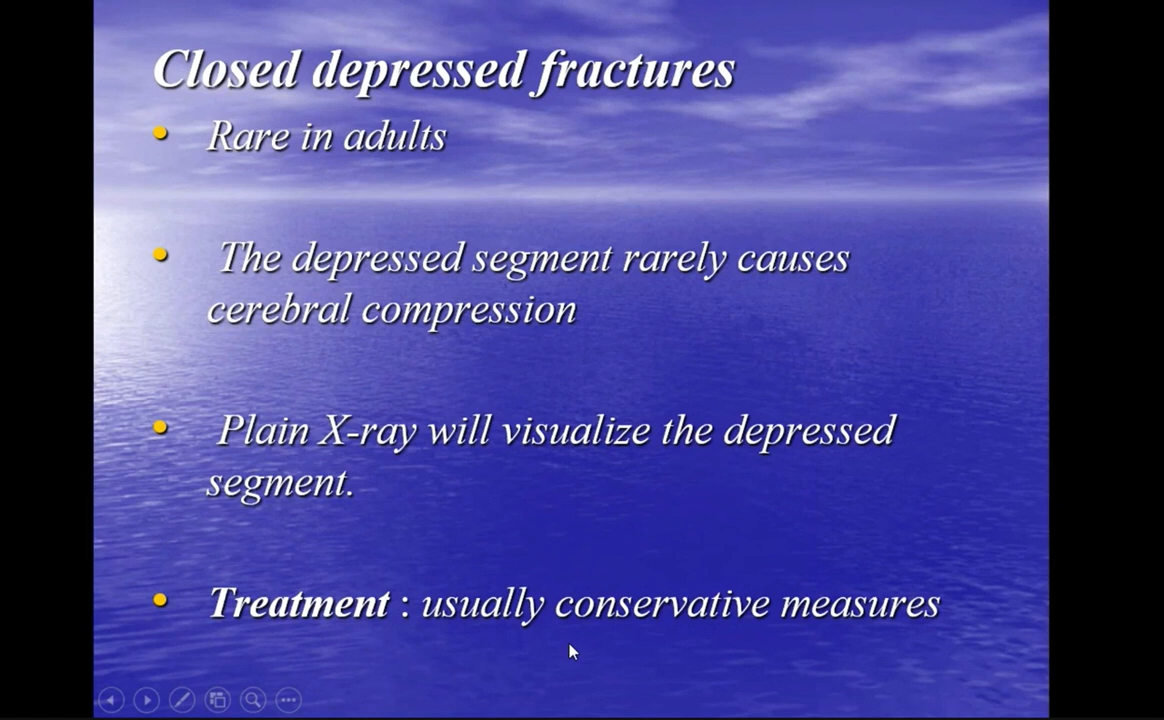 Closed depressed fractures
• Rare in adults
• The depressed segment rarely causes
cerebral compression
• Plain X-ray will visualize the depressed
segment.
• Treatment : usually conservative measures